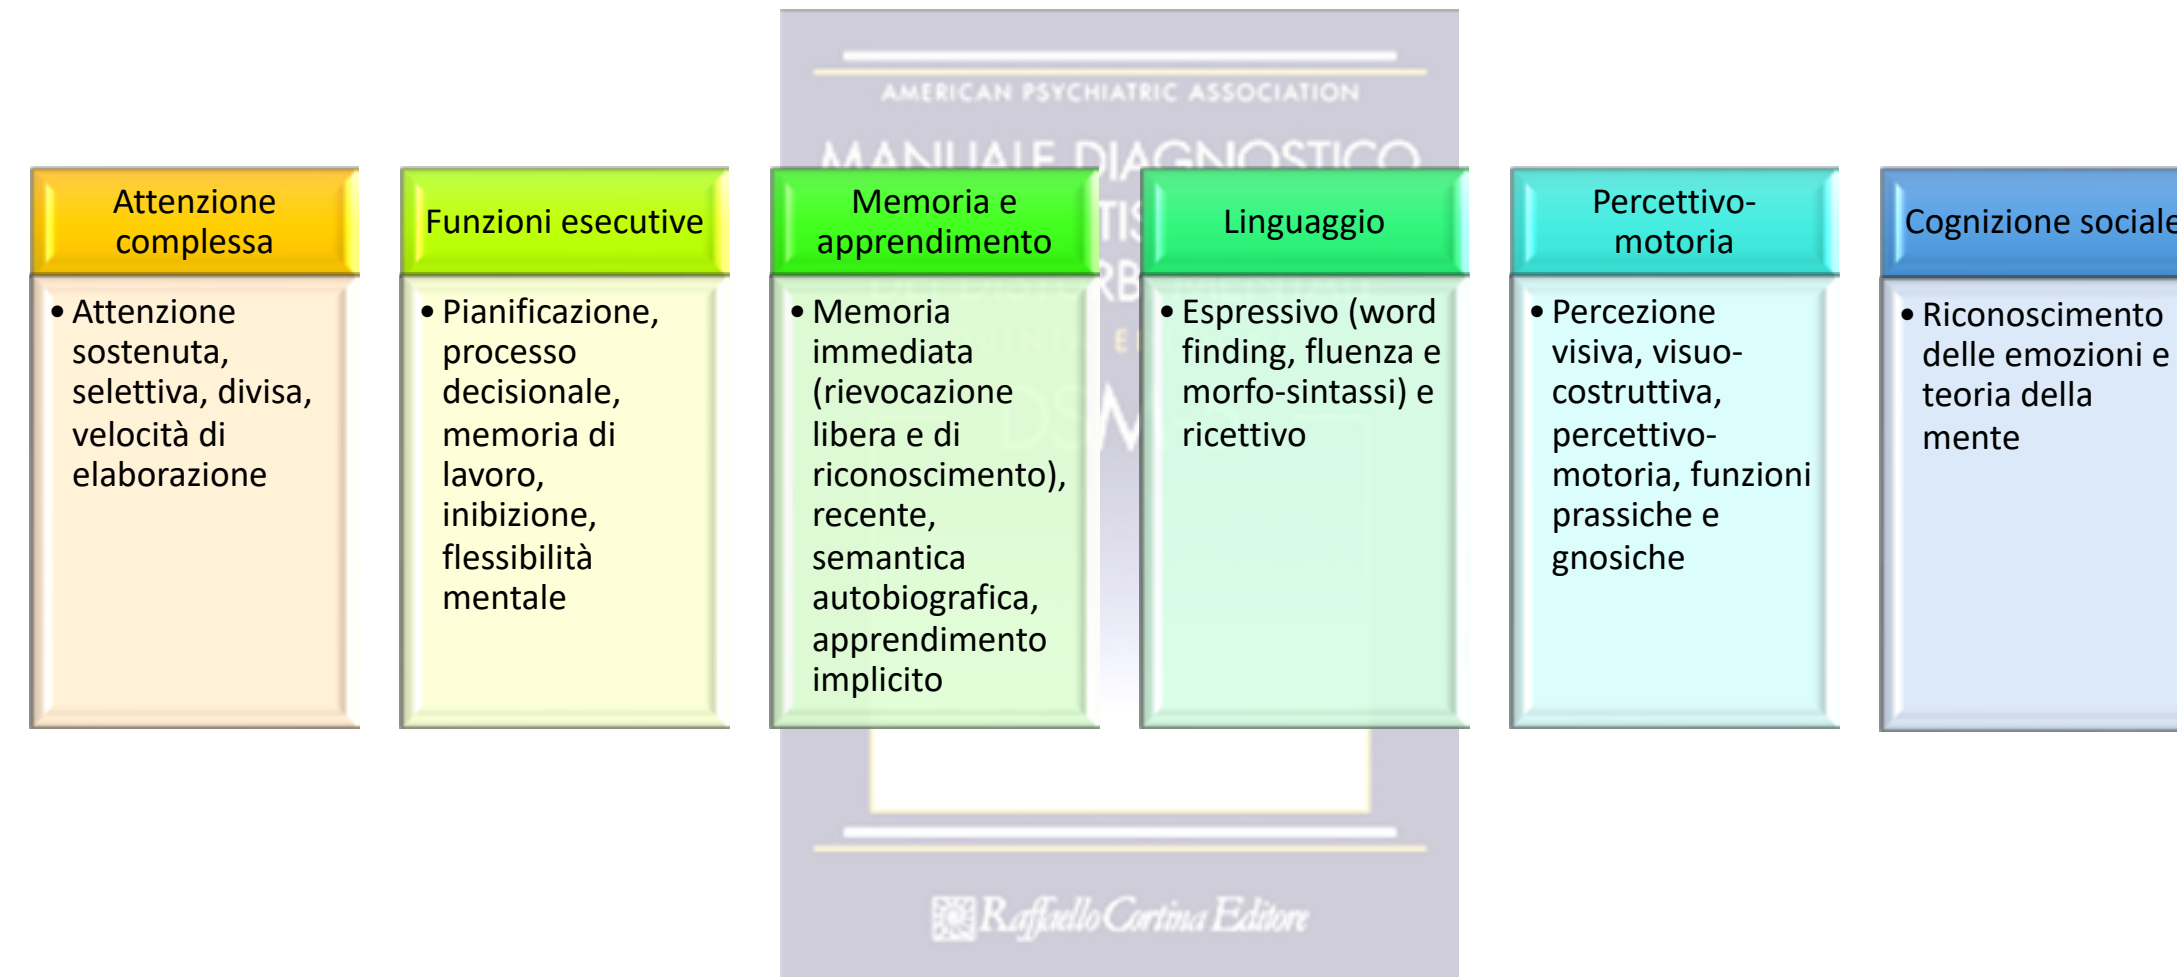 AMERICAN PSYCHIATRIC ASSOCIATION
MANUALE DIAGNOSTICO
Attenzione
complessa
• Attenzione
sostenuta,
selettiva, divisa,
velocità di
elaborazione
Funzioni esecutive
• Pianificazione,
processo
decisionale,
memoria di
lavoro,
inibizione,
flessibilità
mentale
Memoria e
apprendimento
• Memoria
immediata
(rievocazione
libera e di
riconoscimento),
recente,
semantica
autobiografica,
apprendimento
implicito
Linguaggio
• Espressivo (word
finding, fluenza e
morfo-sintassi) e
ricettivo
Percettivo-
motoria
• Percezione
visiva, visuo-
costruttiva,
percettivo-
motoria, funzioni
prassiche e
gnosiche
Cognizione sociale
• Riconoscimento
delle emozioni e
teoria della
mente
Raffaello Cortina Editore